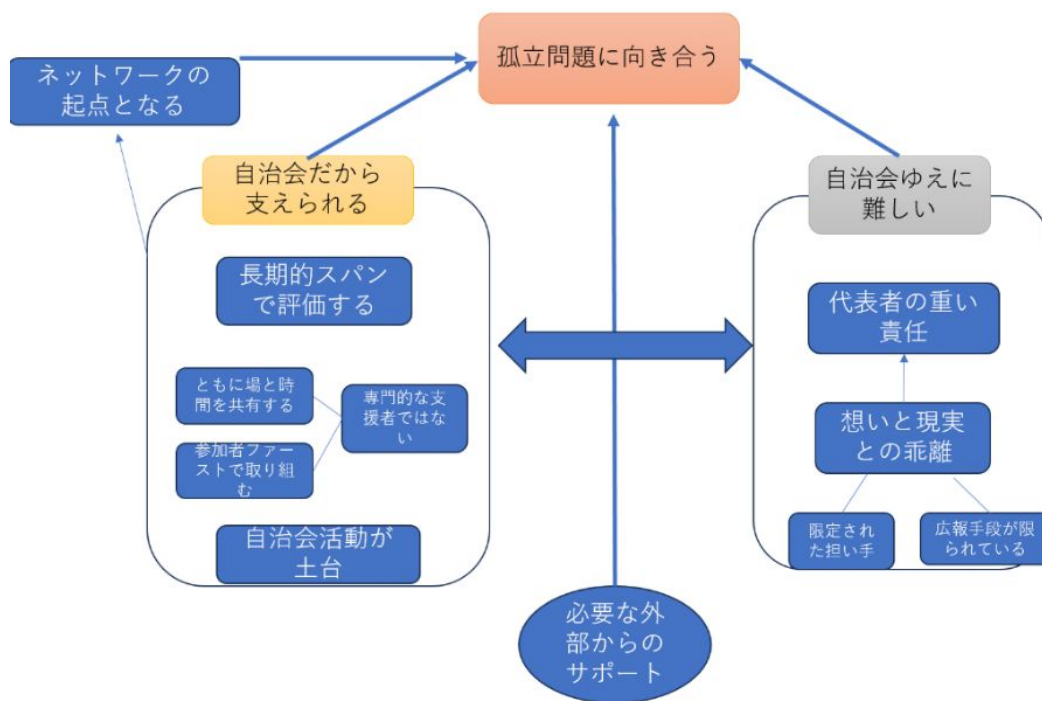 孤立問題に向き合う
ネットワークの
起点となる
自治会だから
支えられる
長期的スパン
で評価する
ともに場と時
間を共有する
専門的な支
援者ではな
い
参加者ファー
ストで取り組
む
自治会活動が
土台
自治会ゆえに
難しい
代表者の重い
責任
想いと現実
との乖離
限定され
た担い手
広報手段が限
られている
必要な外
部からの
サポート